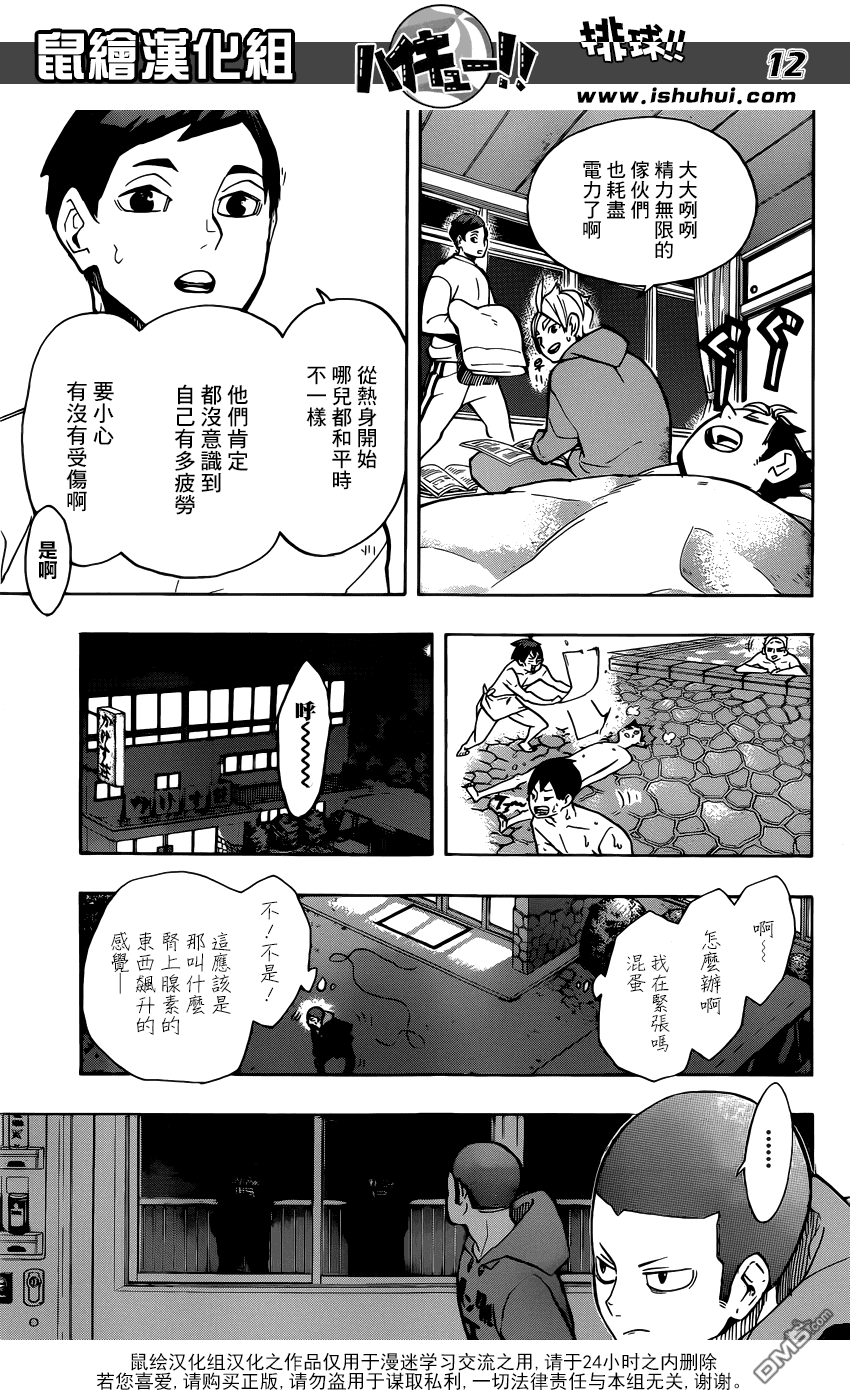 鼠繪漢化組
ハイキュー!!
排球!!
12
www.ishuhui.com
大大咧咧
精力無限的
傢伙們
也耗盡
電力了啊
ぐぐ
從熱身開始
哪兒都和平時
不一樣
他們肯定
都沒意識到
自己有多疲勞
要小心
有沒有受傷啊
是啊
呼~~~~~
啊~
怎麼辦啊
我在緊張嗎
混蛋
不!不是!
這應該是
那叫什麼
腎上腺素的
東西飆升的
感覺—
……
鼠绘汉化组汉化之作品仅用于漫迷学习交流之用, 请于24小时之内删除
若您喜爱, 请购买正版, 请勿盗用于谋取私利, 一切法律责任与本组无关, 谢谢.
DM5.com